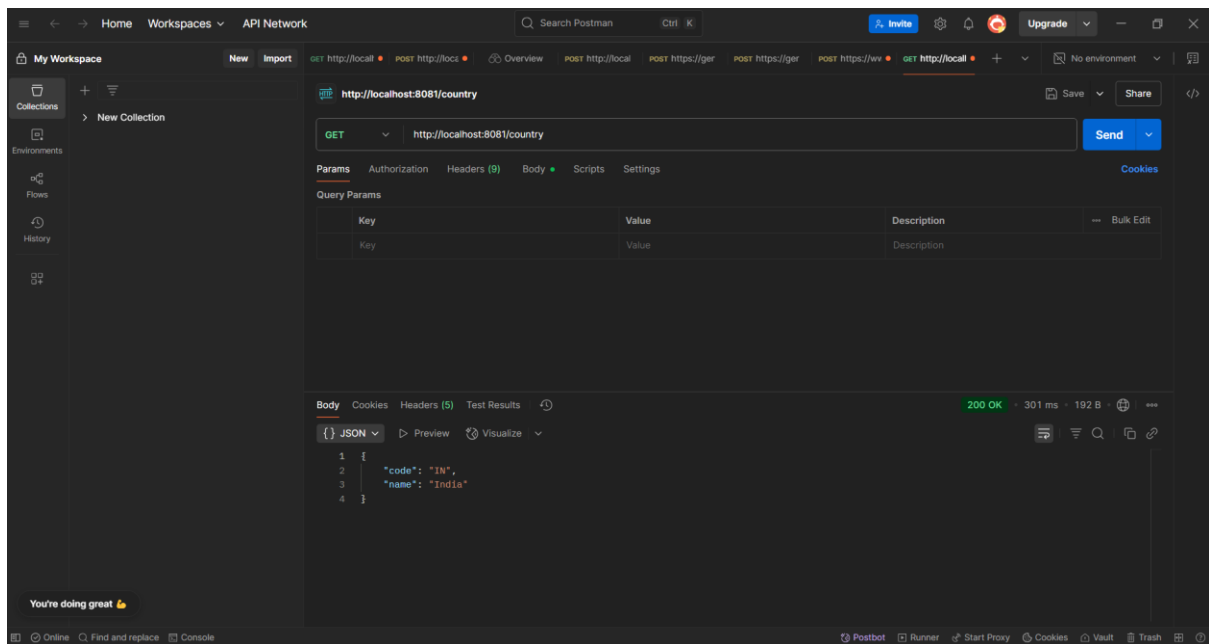 Home Workspaces API Network Search Postman Ctrl K Invite Upgrade
My Workspace New Import GET http://locall POST http://loca Overview POST http://local POST https://ger POST https://ger POST https://wv GET http://locall No environment
Collections
Environments
Flows
History
New Collection
HTTP http://localhost:8081/country Save Share
GET http://localhost:8081/country Send
Params Authorization Headers (9) Body Scripts Settings Cookies
Query Params
Key Value Description Bulk Edit
Key Value Description
Body Cookies Headers (5) Test Results 200 OK 301 ms 192 B
{} JSON Preview Visualize
1 {
2 "code": "IN",
3 "name": "India"
4 }
You're doing great 💪
Online Find and replace Console Postbot Runner Start Proxy Cookies Vault Trash